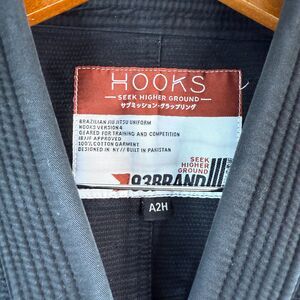 HOOKS
SEEK HIGHER GROUND
サブミッション・グラップリング
BRAZILIAN JIU JITSU UNIFORM
HOOKS VERSION 4
GEARED FOR TRAINING AND COMPETITION
IBJJF APPROVED
100% COTTON GARMENT
DESIGNED IN NY // BUILT IN PAKISTAN
SEEK
HIGHER
GROUND
93BRAND
A2H